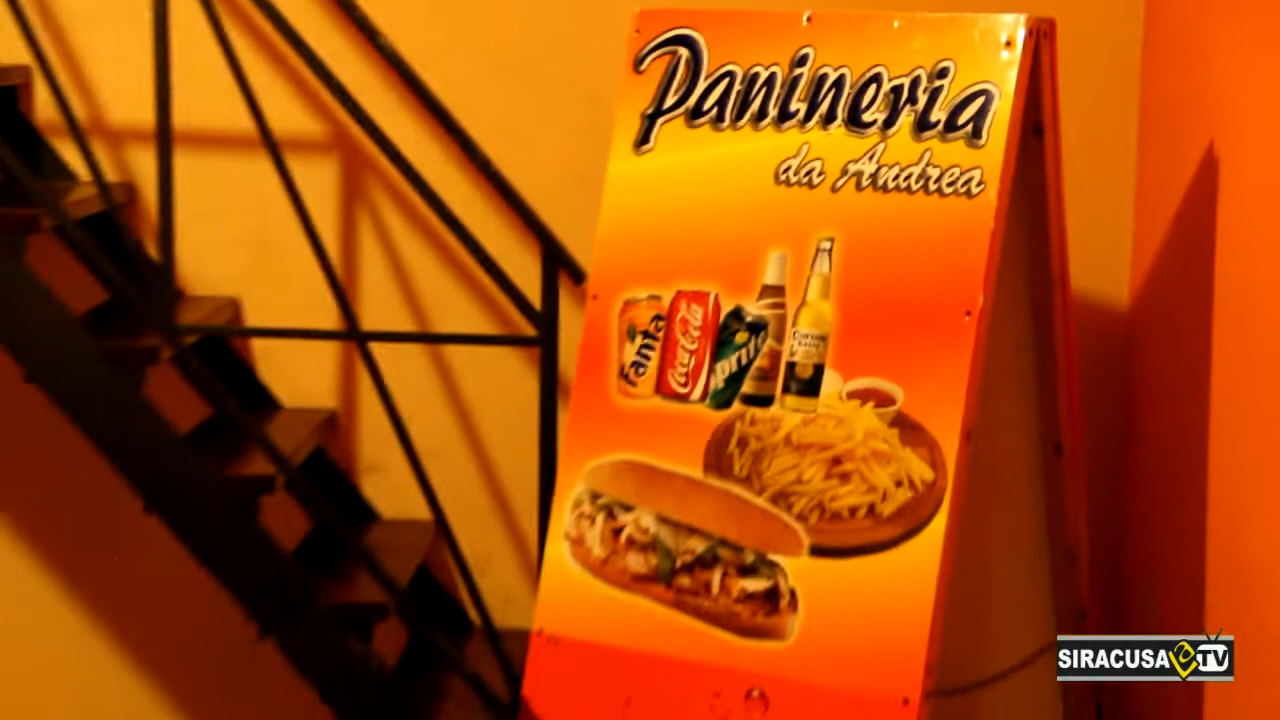 Panineria
da Andrea
Fanta
Coca-Cola
Sprite
Corona
SIRACUSA TV